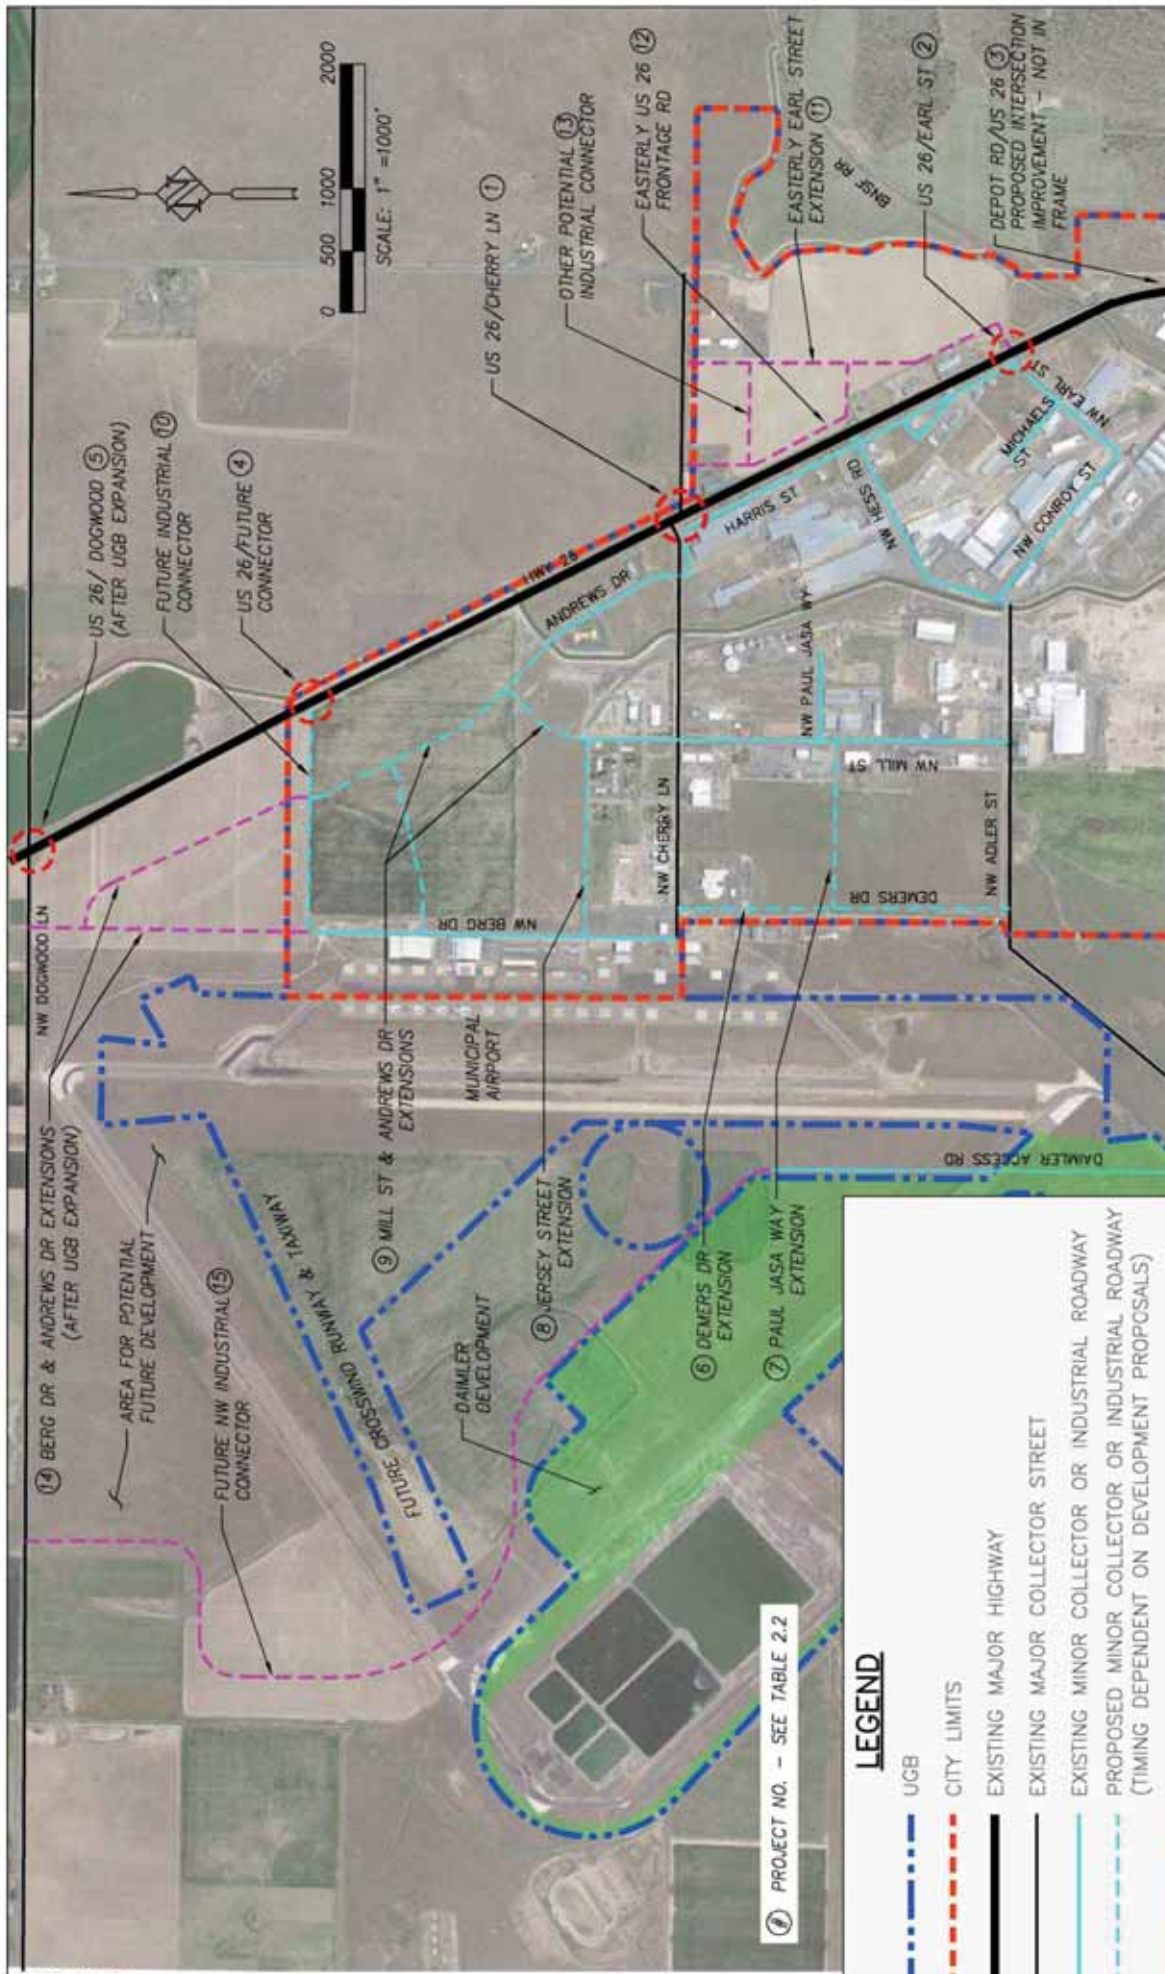 ⑭ BERG DR & ANDREWS DR EXTENSIONS
(AFTER UGB EXPANSION)
NW DOGWOOD LN
US 26/ DOGWOOD ⑤
(AFTER UGB EXPANSION)
AREA FOR POTENTIAL
FUTURE DEVELOPMENT
FUTURE INDUSTRIAL ⑩
CONNECTOR
FUTURE NW INDUSTRIAL ⑮
CONNECTOR
US 26/FUTURE ④
CONNECTOR
N
0
500
1000
2000
SCALE: 1" =1000'
FUTURE CROSSWIND RUNWAY & TAXIWAY
⑨ MILL ST & ANDREWS DR
EXTENSIONS
MUNICIPAL
AIRPORT
NW BERG DR
HWY 26
ANDREWS DR
US 26/CHERRY LN ①
DAIMLER
DEVELOPMENT
⑧ JERSEY STREET
EXTENSION
OTHER POTENTIAL ⑬
INDUSTRIAL CONNECTOR
EASTERLY US 26 ⑫
FRONTAGE RD
NW CHERRY LN
HARRIS ST
⑥ DEMERS DR
EXTENSION
⑦ PAUL JASA WAY
EXTENSION
NW PAUL JASA WY
NW HESS RD
EASTERLY EARL STREET
EXTENSION ⑪
BNSF RR
US 26/EARL ST ②
NW MILL ST
DEMERS DR
NW ADLER ST
MICHAELS
ST
NW CONROY ST
NW EARL ST
DEPOT RD/US 26 ③
PROPOSED INTERSECTION
IMPROVEMENT - NOT IN
FRAME
DAIMLER ACCESS RD
(#) PROJECT NO. - SEE TABLE 2.2
LEGEND
UGB
CITY LIMITS
EXISTING MAJOR HIGHWAY
EXISTING MAJOR COLLECTOR STREET
EXISTING MINOR COLLECTOR OR INDUSTRIAL ROADWAY
PROPOSED MINOR COLLECTOR OR INDUSTRIAL ROADWAY
(TIMING DEPENDENT ON DEVELOPMENT PROPOSALS)